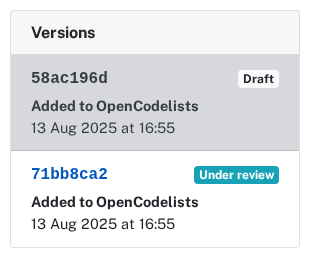 Versions
58ac196d Draft
Added to OpenCodelists
13 Aug 2025 at 16:55
71bb8ca2 Under review
Added to OpenCodelists
13 Aug 2025 at 16:55